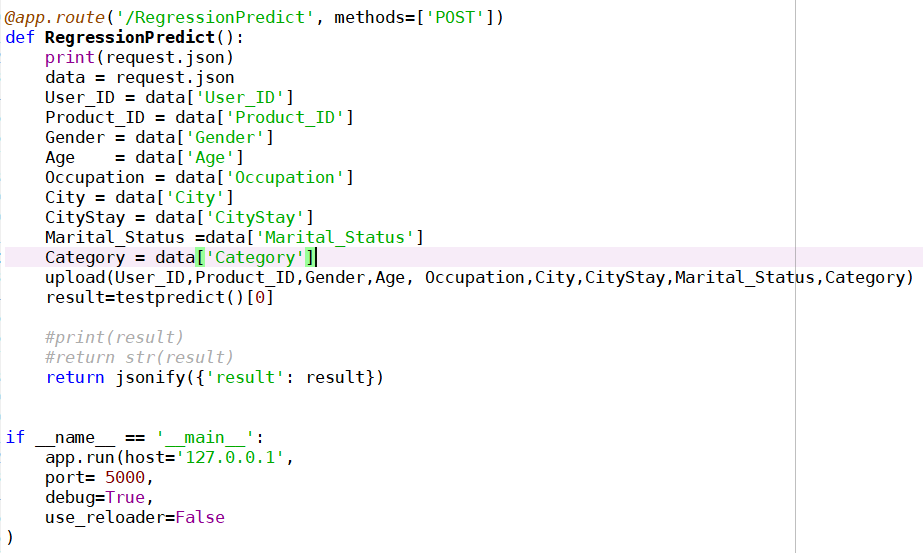 @app.route('/RegressionPredict', methods=['POST'])
def RegressionPredict():
    print(request.json)
    data = request.json
    User_ID = data['User_ID']
    Product_ID = data['Product_ID']
    Gender = data['Gender']
    Age    = data['Age']
    Occupation = data['Occupation']
    City = data['City']
    CityStay = data['CityStay']
    Marital_Status =data['Marital_Status']
    Category = data['Category']
    upload(User_ID,Product_ID,Gender,Age, Occupation,City,CityStay,Marital_Status,Category)
    result=testpredict()[0]
    #print(result)
    #return str(result)
    return jsonify({'result': result})
if __name__ == '__main__':
    app.run(host='127.0.0.1',
    port= 5000,
    debug=True,
    use_reloader=False
)